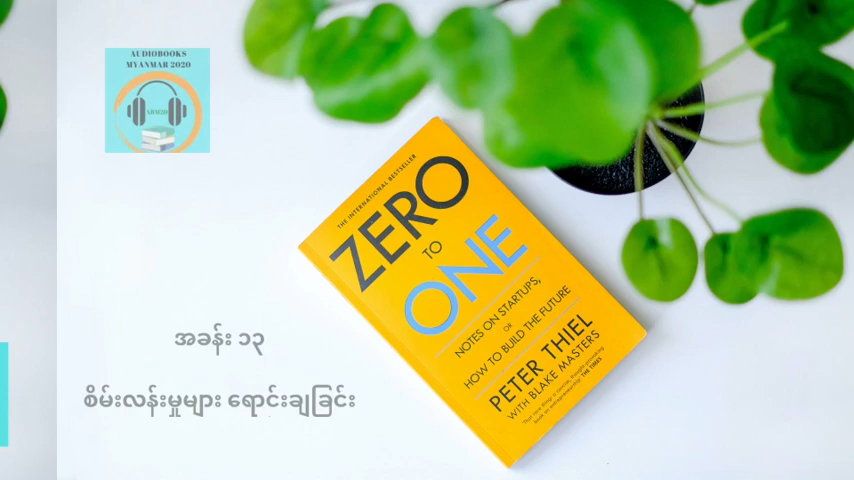 AUDIOBOOKS
MYANMAR 2020
THE INTERNATIONAL BESTSELLER
ZERO
TO
ONE
NOTES ON STARTUPS,
OR
HOW TO BUILD THE FUTURE
PETER THIEL
WITH BLAKE MASTERS
THE TIMES
အခန်း ၁၃
စိမ်းလန်းမှုများ ရောင်းချခြင်း